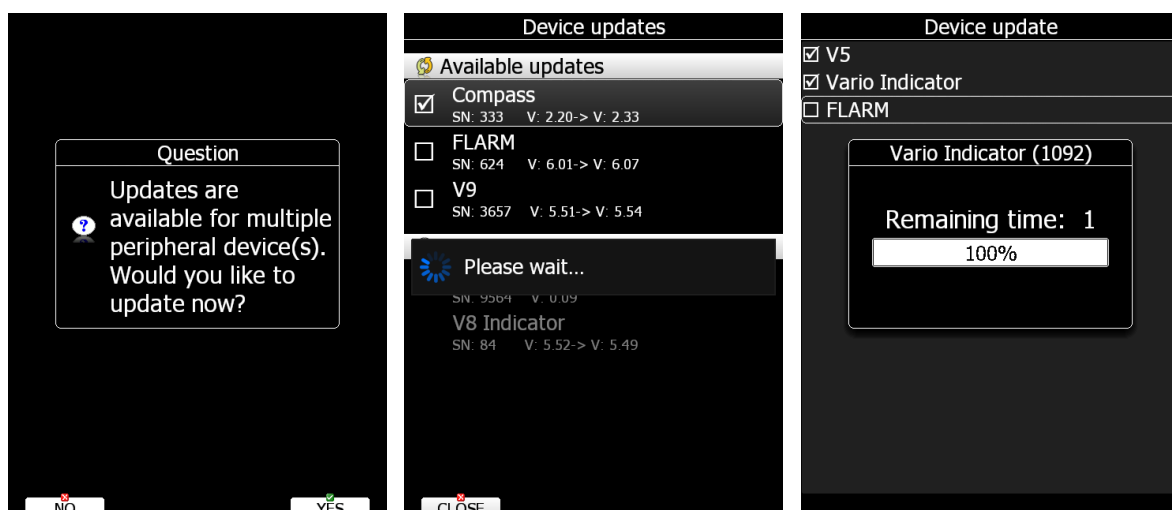 Question
Updates are
available for multiple
peripheral device(s).
Would you like to
update now?
NO
YES
Device updates
Available updates
Compass
SN: 333 V: 2.20-> V: 2.33
FLARM
SN: 624 V: 6.01-> V: 6.07
V9
SN: 3657 V: 5.51-> V: 5.54
Please wait...
SN: 9564 V: 0.09
V8 Indicator
SN: 84 V: 5.52-> V: 5.49
CLOSE
Device update
V5
Vario Indicator
FLARM
Vario Indicator (1092)
Remaining time: 1
100%